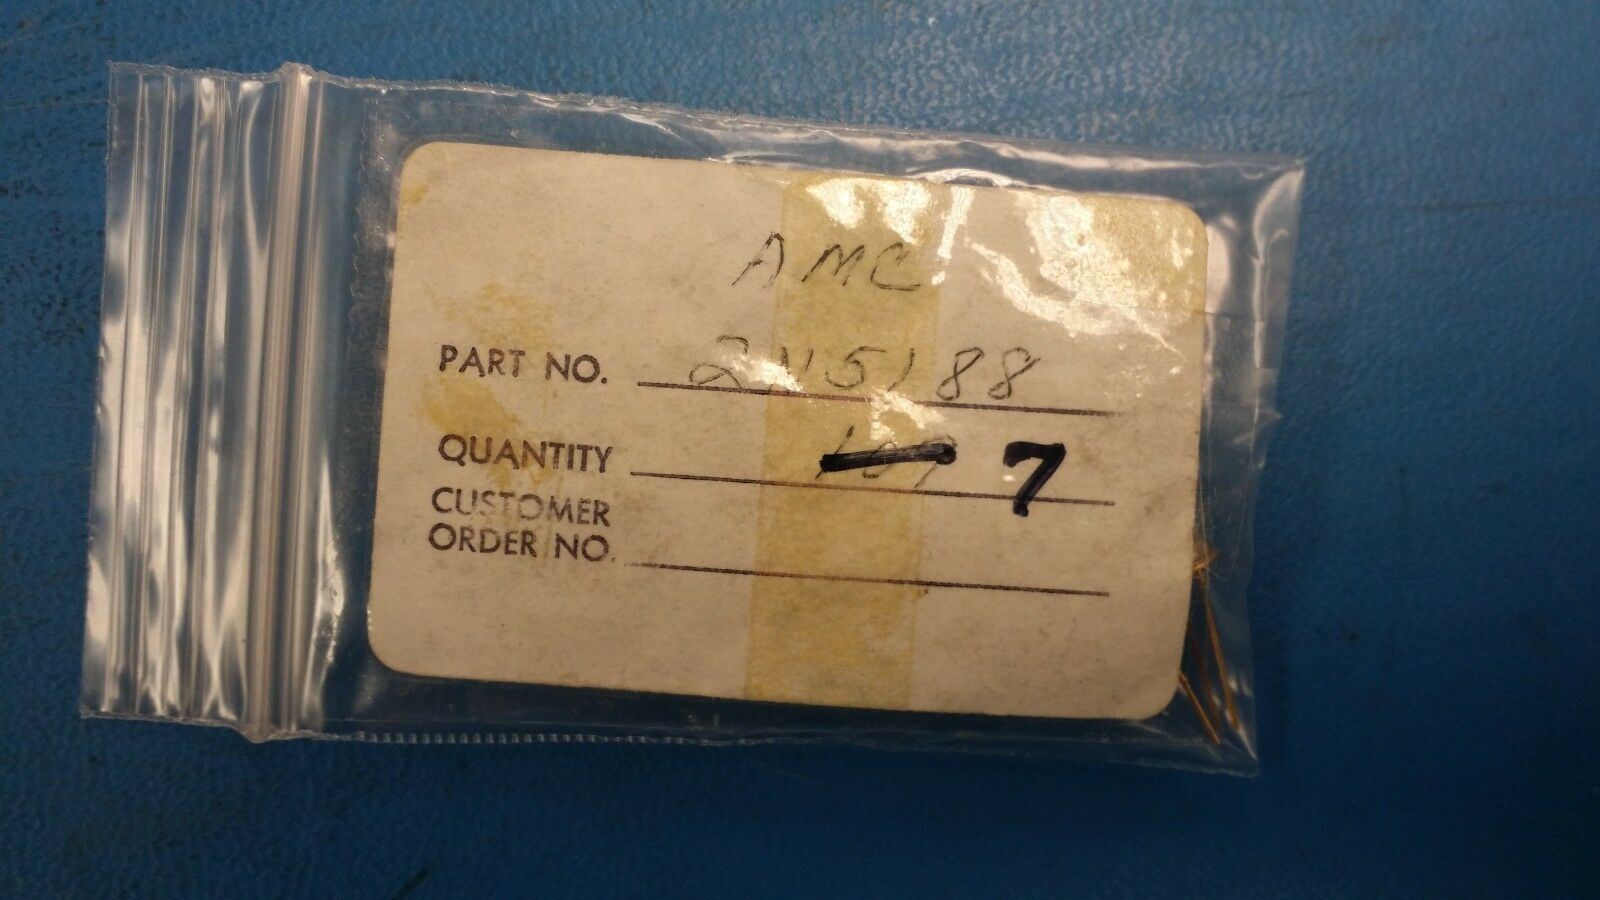 AMC
PART NO. 2N5188
QUANTITY 7
CUSTOMER
ORDER NO.